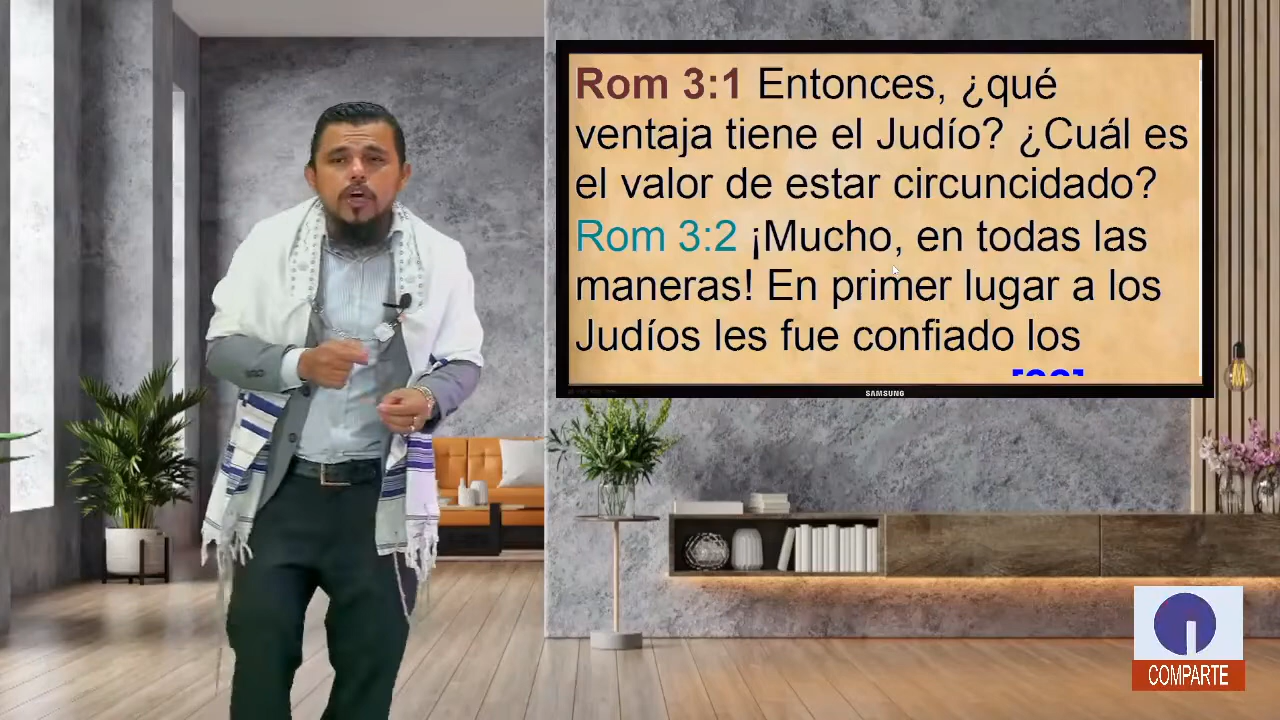 Rom 3:1 Entonces, ¿qué
ventaja tiene el Judío? ¿Cuál es
el valor de estar circuncidado?
Rom 3:2 ¡Mucho, en todas las
maneras! En primer lugar a los
Judíos les fue confiado los
SAMSUNG
COMPARTE